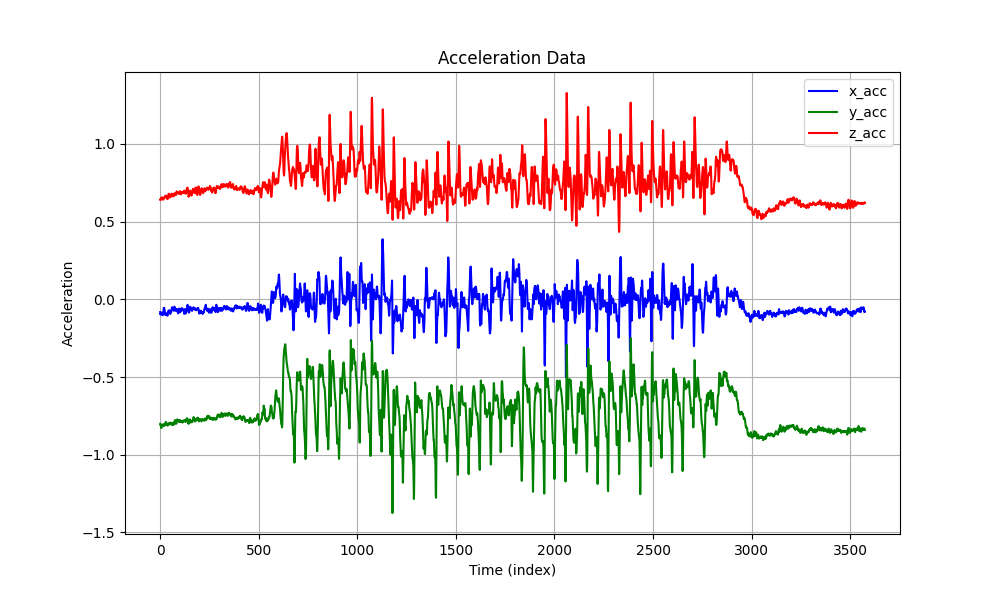 Acceleration Data
x_acc
y_acc
z_acc
1.0
0.5
0.0
−0.5
−1.0
−1.5
Acceleration
0 500 1000 1500 2000 2500 3000 3500
Time (index)